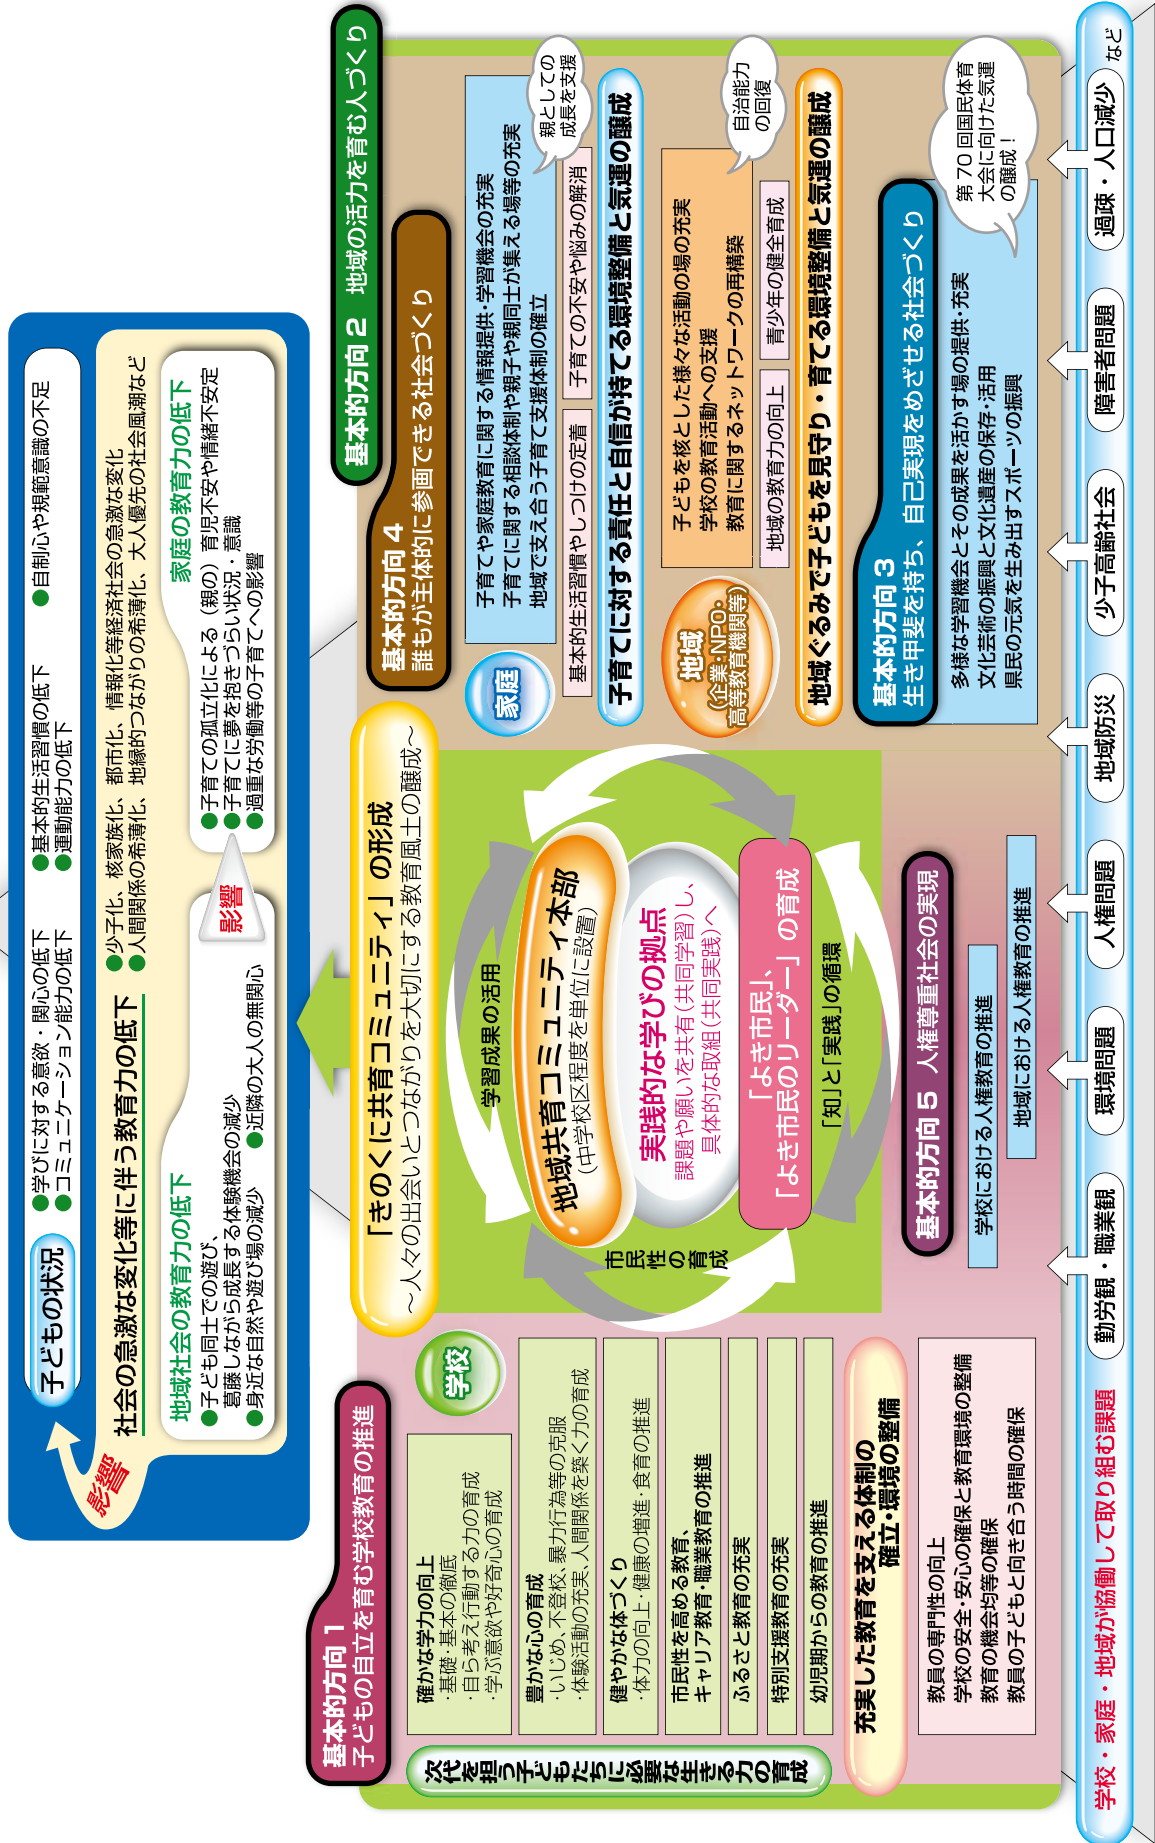 子どもの状況
●学びに対する意欲・関心の低下
●コミュニケーション能力の低下
●基本的生活習慣の低下
●運動能力の低下
●自制心や規範意識の不足
影響
社会の急激な変化等に伴う教育力の低下
●少子化、核家族化、都市化、情報化等経済社会の急激な変化
●人間関係の希薄化、地縁的つながりの希薄化、大人優先の社会風潮など
地域社会の教育力の低下
●子ども同士での遊び、
葛藤しながら成長する体験機会の減少
●身近な自然や遊び場の減少
●近隣の大人の無関心
影響
家庭の教育力の低下
●子育ての孤立化による(親の)育児不安や情緒不安定
●子育てに夢を抱きづらい状況・意識
●過重な労働等の子育てへの影響
基本的方向 1
子どもの自立を育む学校教育の推進
学校
次代を担う子どもたちに必要な生きる力の育成
確かな学力の向上
・基礎・基本の徹底
・自ら考え行動する力の育成
・学ぶ意欲や好奇心の育成
豊かな心の育成
・いじめ、不登校、暴力行為等の克服
・体験活動の充実、人間関係を築く力の育成
健やかな体づくり
・体力の向上・健康の増進・食育の推進
市民性を高める教育、
キャリア教育・職業教育の推進
ふるさと教育の充実
特別支援教育の充実
幼児期からの教育の推進
充実した教育を支える体制の
確立・環境の整備
教員の専門性の向上
学校の安全・安心の確保と教育環境の整備
教育の機会均等の確保
教員の子どもと向き合う時間の確保
「きのくに共育コミュニティ」の形成
～人々の出会いとつながりを大切にする教育風土の醸成～
学習成果の活用
地域共育コミュニティ本部
(中学校区程度を単位に設置)
実践的な学びの拠点
課題や願いを共有(共同学習)し、
具体的な取組(共同実践)へ
「よき市民」、
「よき市民のリーダー」の育成
市民性の育成
「知」と「実践」の循環
基本的方向 5 人権尊重社会の実現
学校における人権教育の推進
地域における人権教育の推進
基本的方向 2 地域の活力を育む人づくり
基本的方向 4
誰もが主体的に参画できる社会づくり
家庭
子育てや家庭教育に関する情報提供・学習機会の充実
子育てに関する相談体制や親子や親同士が集える場等の充実
地域で支え合う子育て支援体制の確立
親としての
成長を支援
基本的生活習慣やしつけの定着
子育ての不安や悩みの解消
子育てに対する責任と自信が持てる環境整備と気運の醸成
地域
(企業・NPO・
高等教育機関等)
子どもを核とした様々な活動の場の充実
学校の教育活動への支援
教育に関するネットワークの再構築
自治能力
の回復
地域の教育力の向上
青少年の健全育成
地域ぐるみで子どもを見守り・育てる環境整備と気運の醸成
基本的方向 3
生き甲斐を持ち、自己実現をめざせる社会づくり
多様な学習機会とその成果を活かす場の提供・充実
文化芸術の振興と文化遺産の保存・活用
県民の元気を生み出すスポーツの振興
第 70 回国民体育
大会に向けた気運
の醸成！
学校・家庭・地域が協働して取り組む課題
勤労観・職業観
環境問題
人権問題
地域防災
少子高齢社会
障害者問題
過疎・人口減少
など